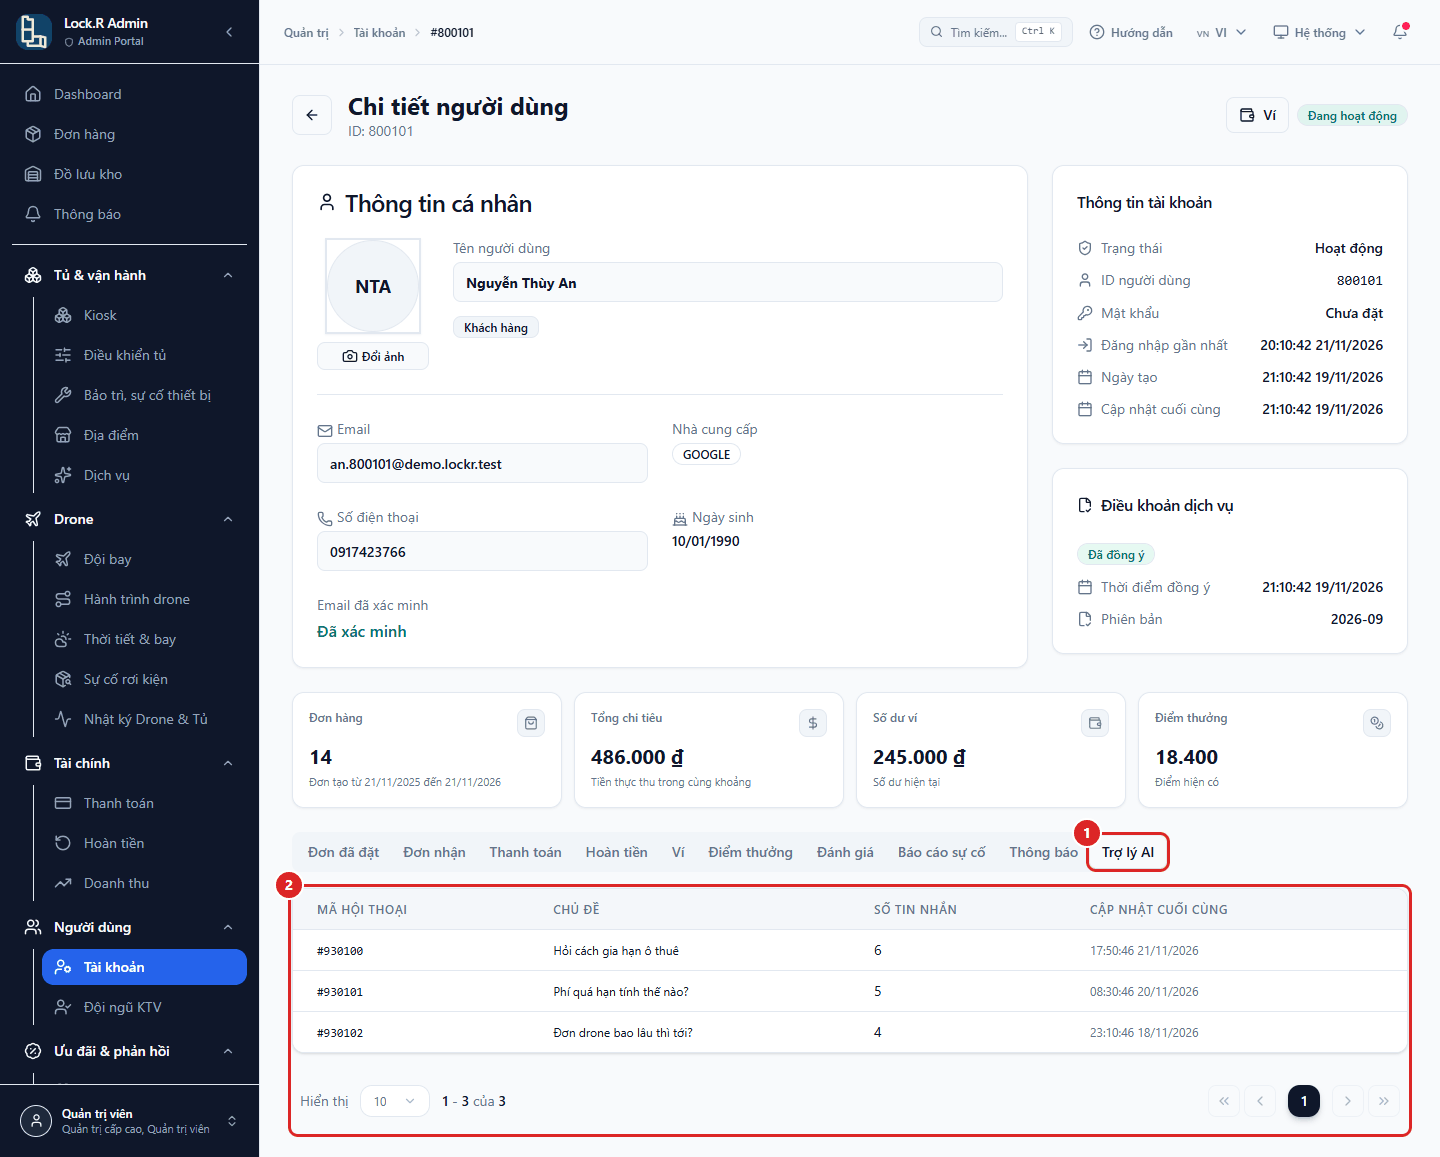 Lock.R Admin
Admin Portal
Dashboard
Đơn hàng
Đồ lưu kho
Thông báo
Tủ & vận hành
Kiosk
Điều khiển tủ
Bảo trì, sự cố thiết bị
Địa điểm
Dịch vụ
Drone
Đội bay
Hành trình drone
Thời tiết & bay
Sự cố rơi kiện
Nhật ký Drone & Tủ
Tài chính
Thanh toán
Hoàn tiền
Doanh thu
Người dùng
Tài khoản
Đội ngũ KTV
Ưu đãi & phản hồi
Quản trị viên
Quản trị cấp cao, Quản trị viên
Quản trị > Tài khoản > #800101
Tìm kiếm... Ctrl K
Hướng dẫn
VN VI
Hệ thống
Chi tiết người dùng
ID: 800101
Ví
Đang hoạt động
Thông tin cá nhân
NTA
Đổi ảnh
Tên người dùng
Nguyễn Thùy An
Khách hàng
Email
an.800101@demo.lockr.test
Nhà cung cấp
GOOGLE
Số điện thoại
0917423766
Ngày sinh
10/01/1990
Email đã xác minh
Đã xác minh
Thông tin tài khoản
Trạng thái Hoạt động
ID người dùng 800101
Mật khẩu Chưa đặt
Đăng nhập gần nhất 20:10:42 21/11/2026
Ngày tạo 21:10:42 19/11/2026
Cập nhật cuối cùng 21:10:42 19/11/2026
Điều khoản dịch vụ
Đã đồng ý
Thời điểm đồng ý 21:10:42 19/11/2026
Phiên bản 2026-09
Đơn hàng
14
Đơn tạo từ 21/11/2025 đến 21/11/2026
Tổng chi tiêu
486.000 ₫
Tiền thực thu trong cùng khoảng
Số dư ví
245.000 ₫
Số dư hiện tại
Điểm thưởng
18.400
Điểm hiện có
Đơn đã đặt Đơn nhận Thanh toán Hoàn tiền Ví Điểm thưởng Đánh giá Báo cáo sự cố Thông báo Trợ lý AI
1
2
MÃ HỘI THOẠI CHỦ ĐỀ SỐ TIN NHẮN CẬP NHẬT CUỐI CÙNG
#930100 Hỏi cách gia hạn ô thuê 6 17:50:46 21/11/2026
#930101 Phí quá hạn tính thế nào? 5 08:30:46 20/11/2026
#930102 Đơn drone bao lâu thì tới? 4 23:10:46 18/11/2026
Hiển thị 10 1 - 3 của 3
« < 1 > »